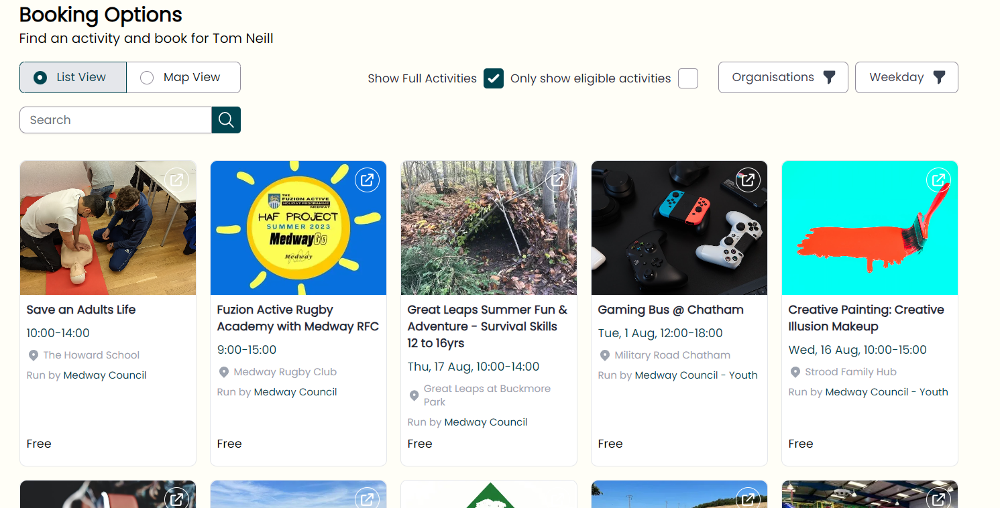 Booking Options
Find an activity and book for Tom Neill
List View
Map View
Show Full Activities
Only show eligible activities
Organisations
Weekday
Search
THE
FUZION ACTIVE
HOLIDAY PROGRAMME
MEDWAY
HAF PROJECT
SUMMER 2023
MedwayGo
Medway
Save an Adults Life
10:00-14:00
The Howard School
Run by Medway Council
Free
Fuzion Active Rugby
Academy with Medway RFC
9:00-15:00
Medway Rugby Club
Run by Medway Council
Free
Great Leaps Summer Fun &
Adventure - Survival Skills
12 to 16yrs
Thu, 17 Aug, 10:00-14:00
Great Leaps at Buckmore
Park
Run by Medway Council
Free
Gaming Bus @ Chatham
Tue, 1 Aug, 12:00-18:00
Military Road Chatham
Run by Medway Council - Youth
Free
Creative Painting: Creative
Illusion Makeup
Wed, 16 Aug, 10:00-15:00
Strood Family Hub
Run by Medway Council - Youth
Free